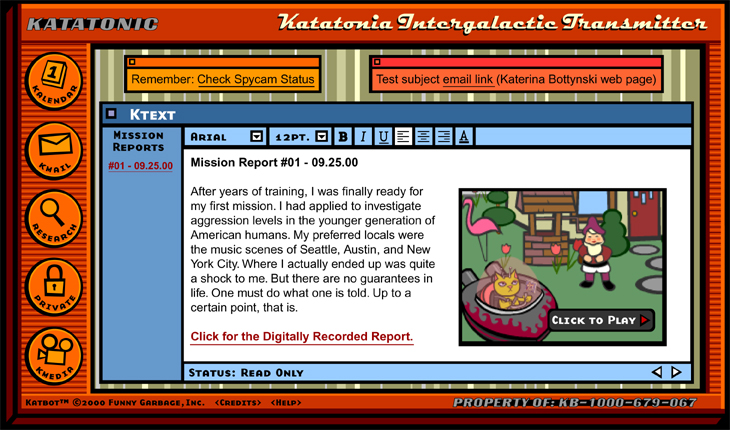 KATATONIC
Katatonia Intergalactic Transmitter
1
KALENDAR
KMAIL
RESEARCH
PRIVATE
KMEDIA
Remember: Check Spycam Status
Test subject email link (Katerina Bottynski web page)
KTEXT
MISSION
REPORTS
#01 - 09.25.00
ARIAL
12PT.
B I U A
Mission Report #01 - 09.25.00
After years of training, I was finally ready for
my first mission. I had applied to investigate
aggression levels in the younger generation of
American humans. My preferred locals were
the music scenes of Seattle, Austin, and New
York City. Where I actually ended up was quite
a shock to me. But there are no guarantees in
life. One must do what one is told. Up to a
certain point, that is.
Click for the Digitally Recorded Report.
CLICK TO PLAY
STATUS: READ ONLY
KATBOT™ ©2000 FUNNY GARBAGE, INC. <CREDITS> <HELP>
PROPERTY OF: KB-1000-679-067